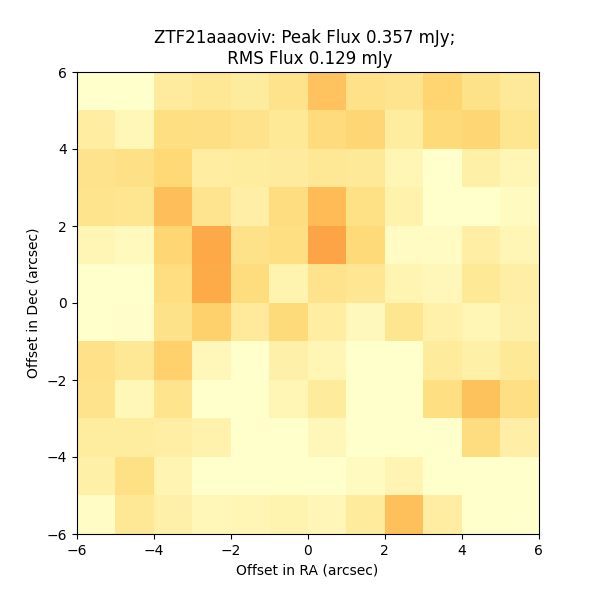 ZTF21aaaoviv: Peak Flux 0.357 mJy;
RMS Flux 0.129 mJy
6
4
2
0
−2
−4
−6
Offset in Dec (arcsec)
−6 −4 −2 0 2 4 6
Offset in RA (arcsec)